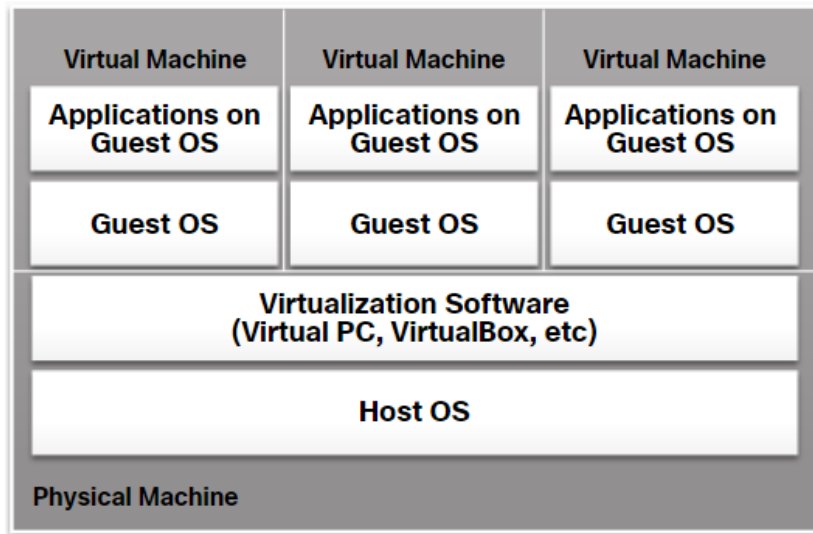 Virtual Machine
Virtual Machine
Virtual Machine
Applications on
Guest OS
Applications on
Guest OS
Applications on
Guest OS
Guest OS
Guest OS
Guest OS
Virtualization Software
(Virtual PC, VirtualBox, etc)
Host OS
Physical Machine